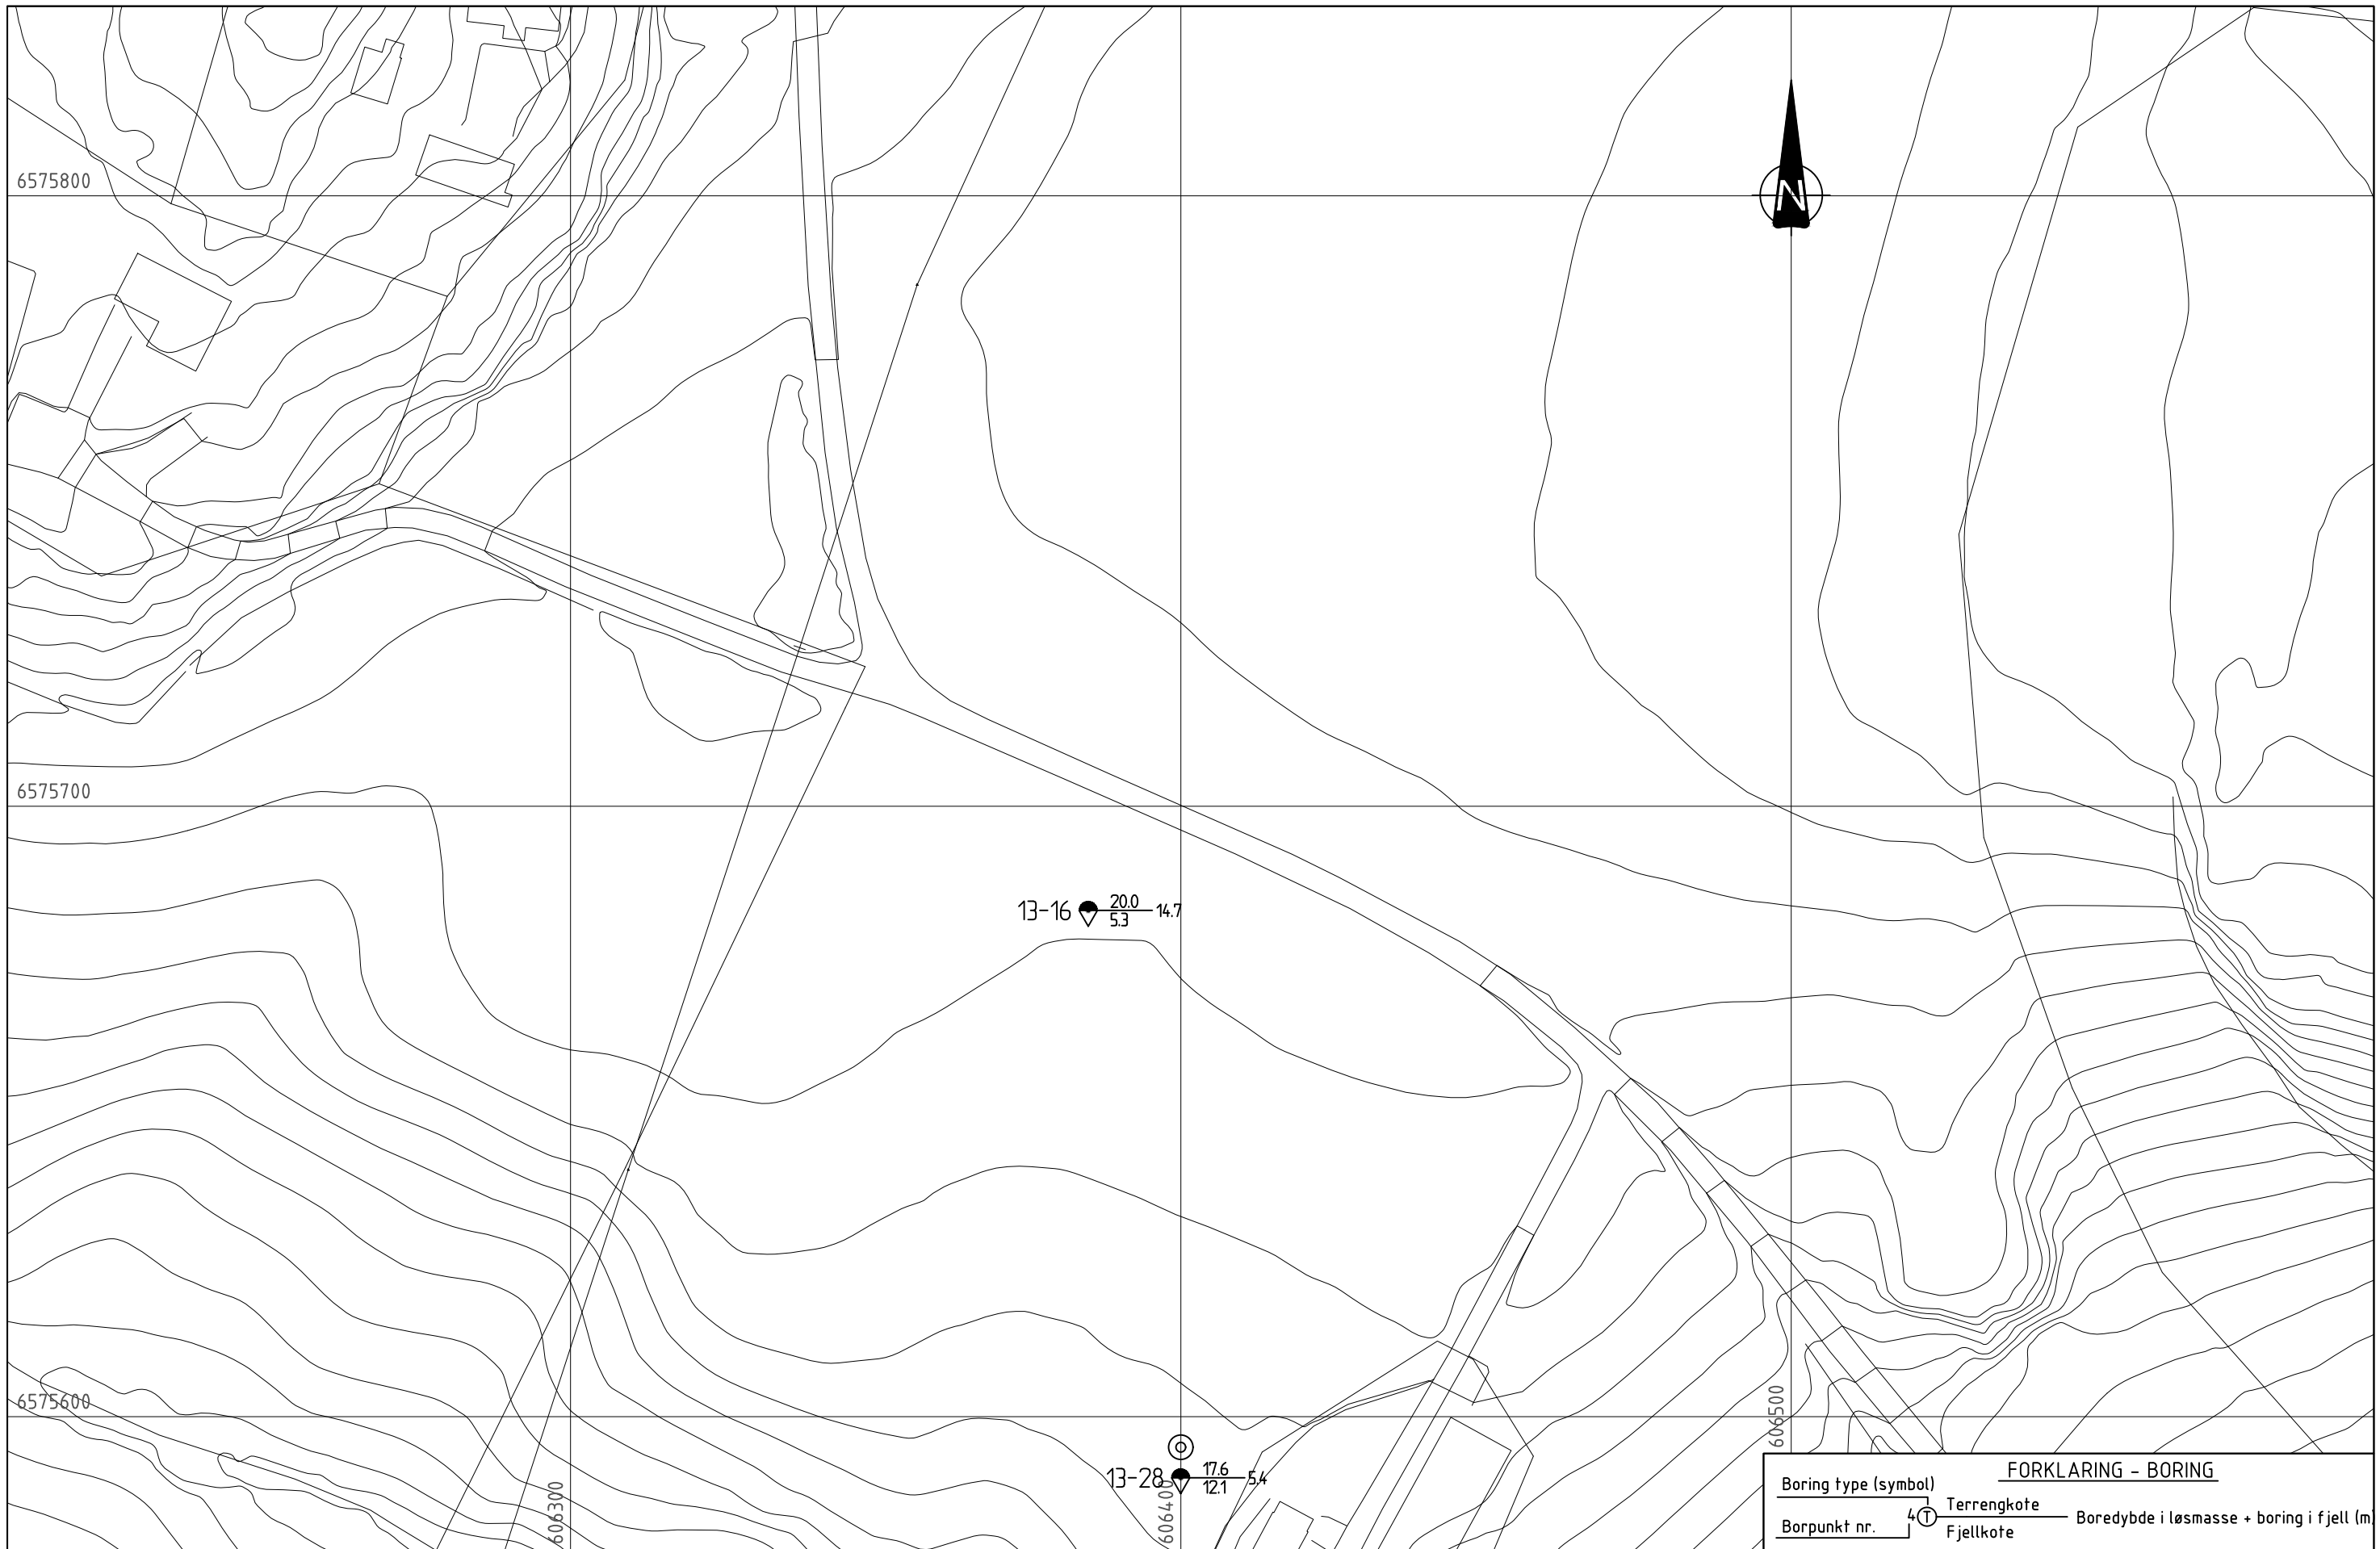 6575800
N
6575700
13-16 20.0 14.7
5.3
6575600
606300
606400
606500
13-28 17.6 5.4
12.1
FORKLARING - BORING
Boring type (symbol)
Terrengkote
4 T Boredybde i løsmasse + boring i fjell (m
Borpunkt nr.
Fjellkote